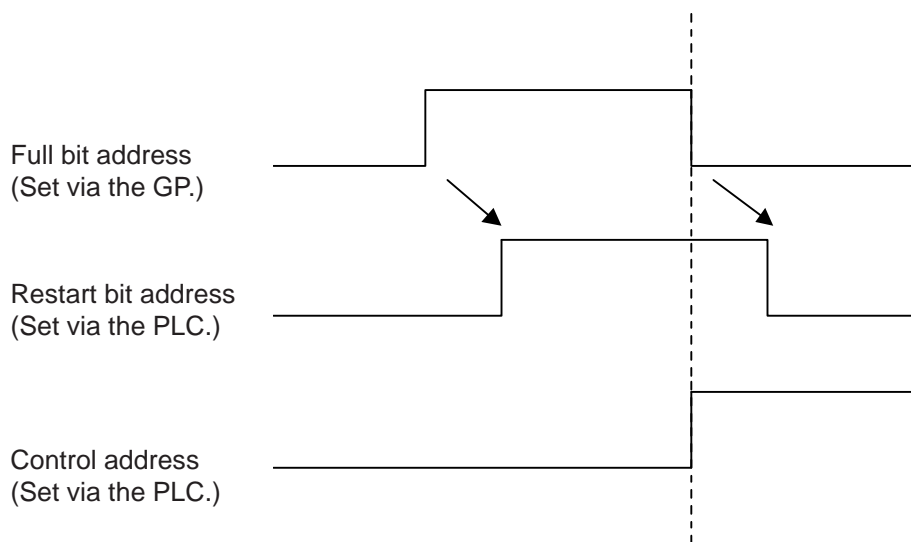 Full bit address
(Set via the GP.)
Restart bit address
(Set via the PLC.)
Control address
(Set via the PLC.)